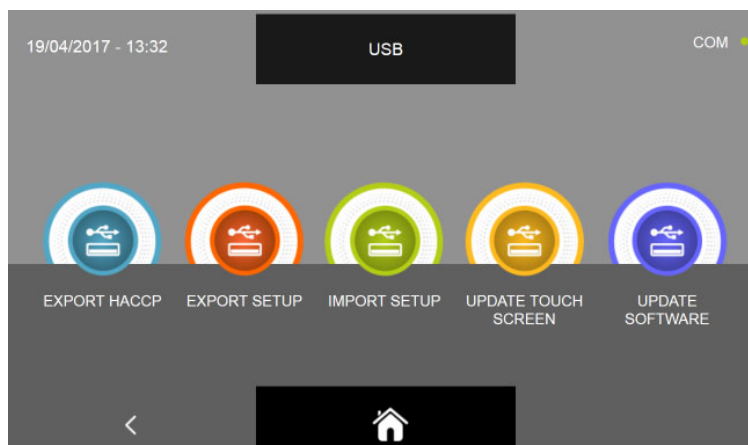 19/04/2017 - 13:32
USB
COM
EXPORT HACCP
EXPORT SETUP
IMPORT SETUP
UPDATE TOUCH
SCREEN
UPDATE
SOFTWARE